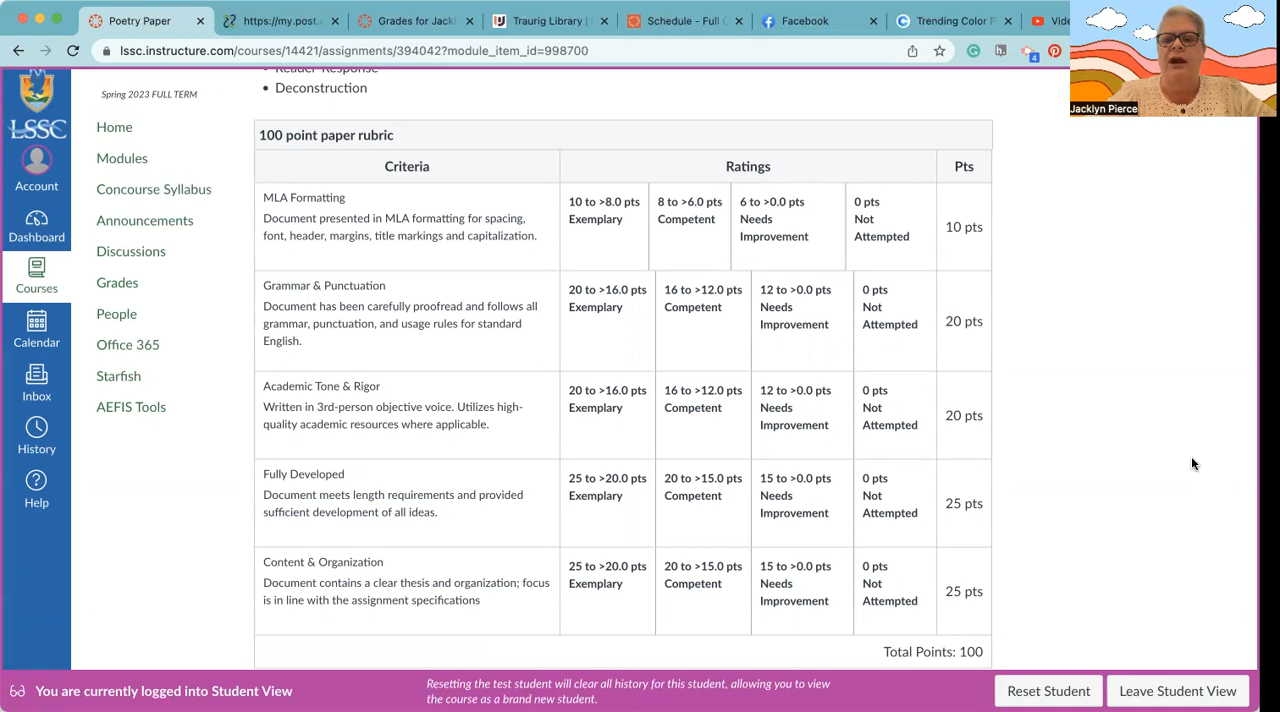 Poetry Paper
https://my.post.
Grades for Jackl
Traurig Library |
Schedule - Full C
Facebook
Trending Color P
Vide
lssc.instructure.com/courses/14421/assignments/394042?module_item_id=998700
4
Jacklyn Pierce
LSSC
Account
Dashboard
Courses
Calendar
Inbox
History
Help
Spring 2023 FULL TERM
Home
Modules
Concourse Syllabus
Announcements
Discussions
Grades
People
Office 365
Starfish
AEFIS Tools
Reader Response
• Deconstruction
100 point paper rubric
Criteria
Ratings
Pts
MLA Formatting
Document presented in MLA formatting for spacing,
font, header, margins, title markings and capitalization.
10 to >8.0 pts
Exemplary
8 to >6.0 pts
Competent
6 to >0.0 pts
Needs
Improvement
0 pts
Not
Attempted
10 pts
Grammar & Punctuation
Document has been carefully proofread and follows all
grammar, punctuation, and usage rules for standard
English.
20 to >16.0 pts
Exemplary
16 to >12.0 pts
Competent
12 to >0.0 pts
Needs
Improvement
0 pts
Not
Attempted
20 pts
Academic Tone & Rigor
Written in 3rd-person objective voice. Utilizes high-
quality academic resources where applicable.
20 to >16.0 pts
Exemplary
16 to >12.0 pts
Competent
12 to >0.0 pts
Needs
Improvement
0 pts
Not
Attempted
20 pts
Fully Developed
Document meets length requirements and provided
sufficient development of all ideas.
25 to >20.0 pts
Exemplary
20 to >15.0 pts
Competent
15 to >0.0 pts
Needs
Improvement
0 pts
Not
Attempted
25 pts
Content & Organization
Document contains a clear thesis and organization; focus
is in line with the assignment specifications
25 to >20.0 pts
Exemplary
20 to >15.0 pts
Competent
15 to >0.0 pts
Needs
Improvement
0 pts
Not
Attempted
25 pts
Total Points: 100
You are currently logged into Student View
Resetting the test student will clear all history for this student, allowing you to view
the course as a brand new student.
Reset Student
Leave Student View